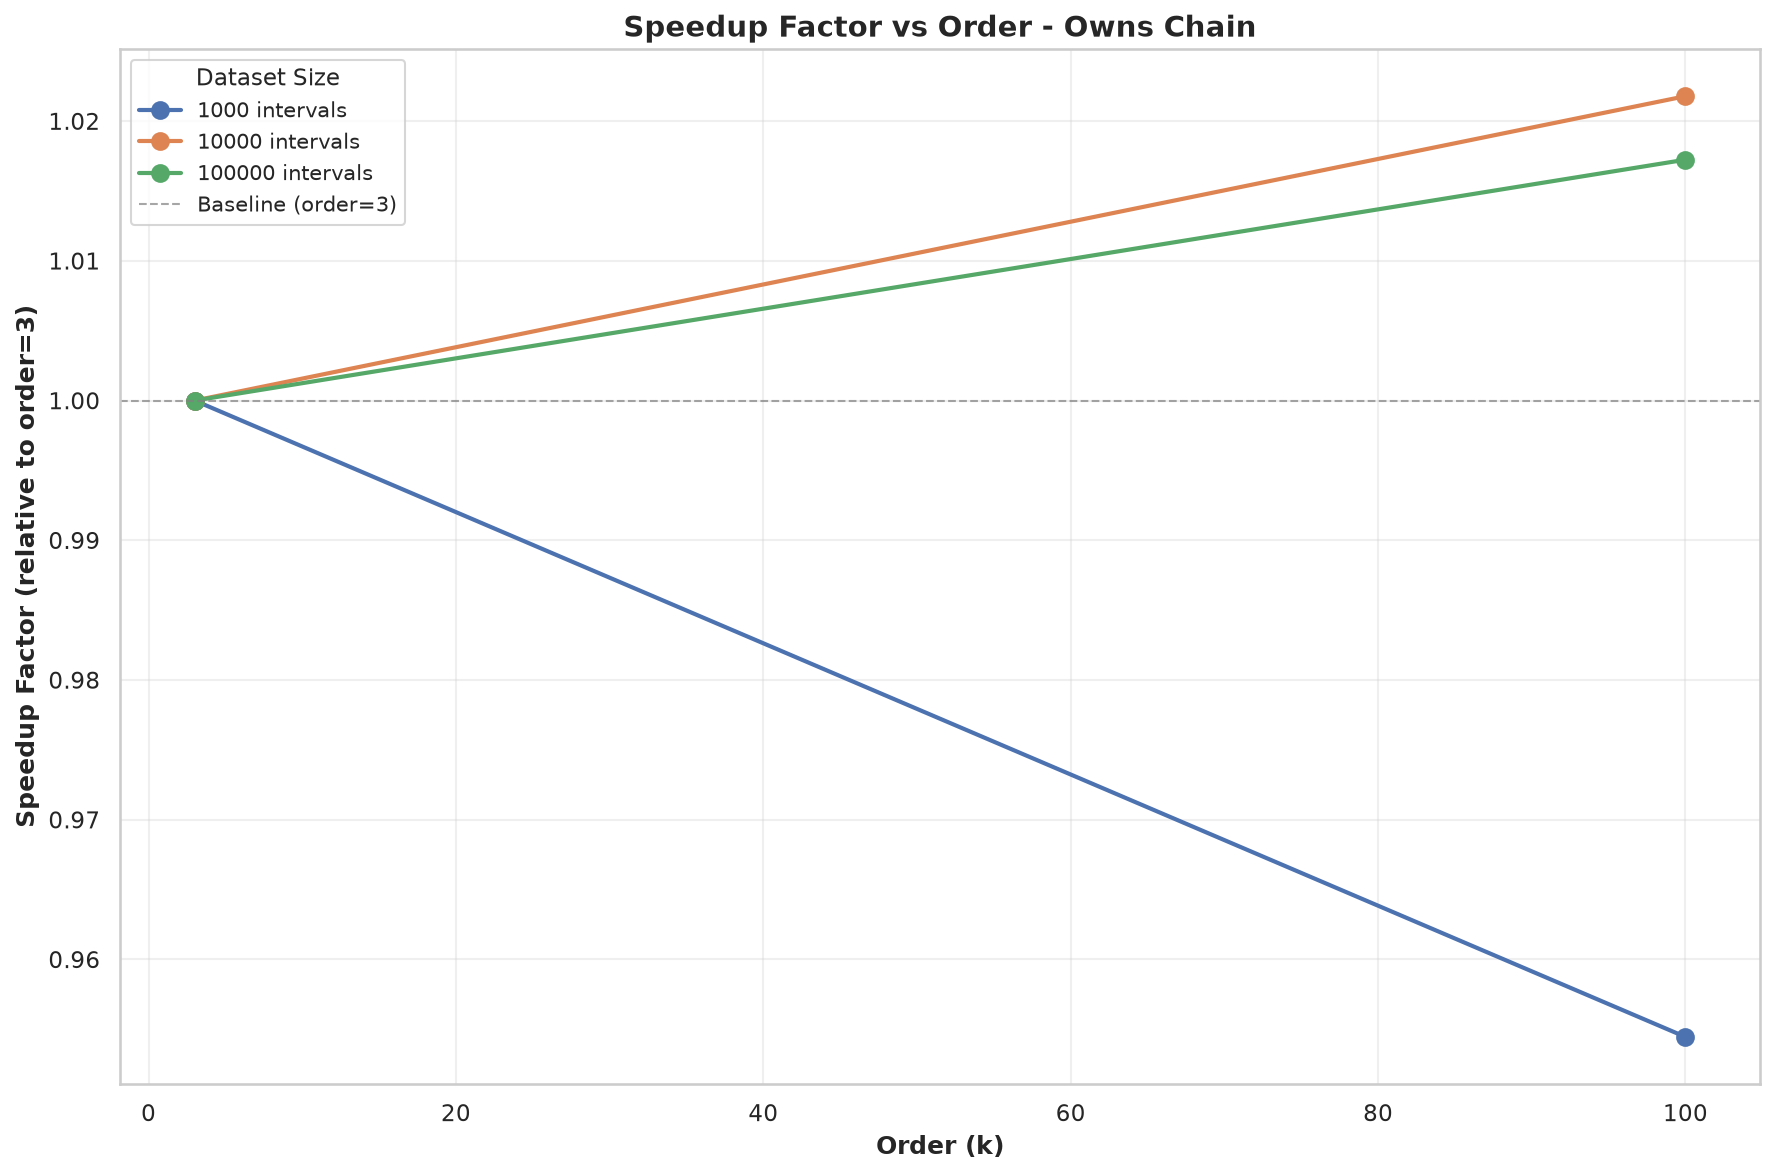 Speedup Factor vs Order - Owns Chain
Dataset Size
1000 intervals
10000 intervals
100000 intervals
Baseline (order=3)
Speedup Factor (relative to order=3)
1.02
1.01
1.00
0.99
0.98
0.97
0.96
0 20 40 60 80 100
Order (k)